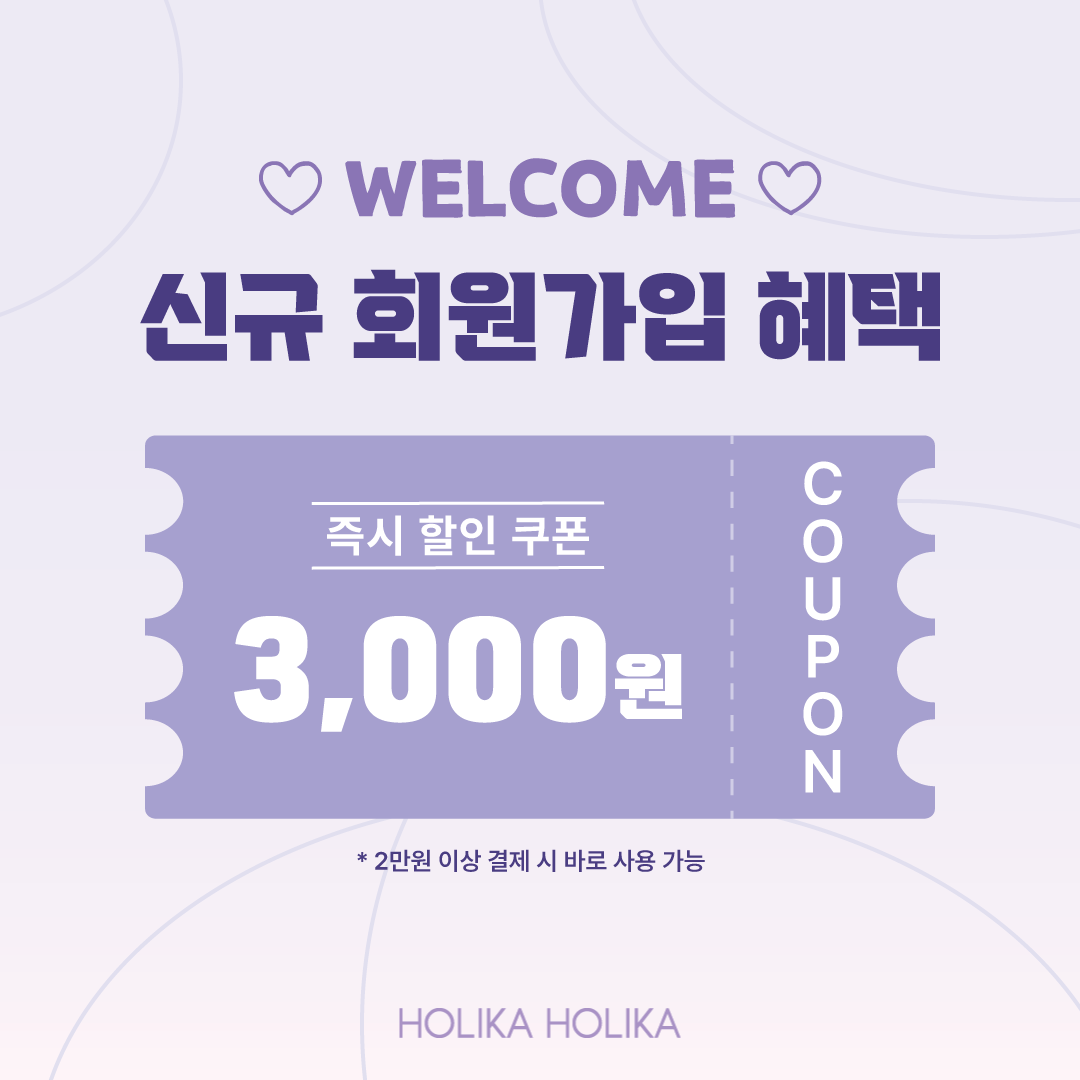 WELCOME
신규 회원가입 혜택
즉시 할인 쿠폰
3,000원
COUPON
* 2만원 이상 결제 시 바로 사용 가능
HOLIKA HOLIKA